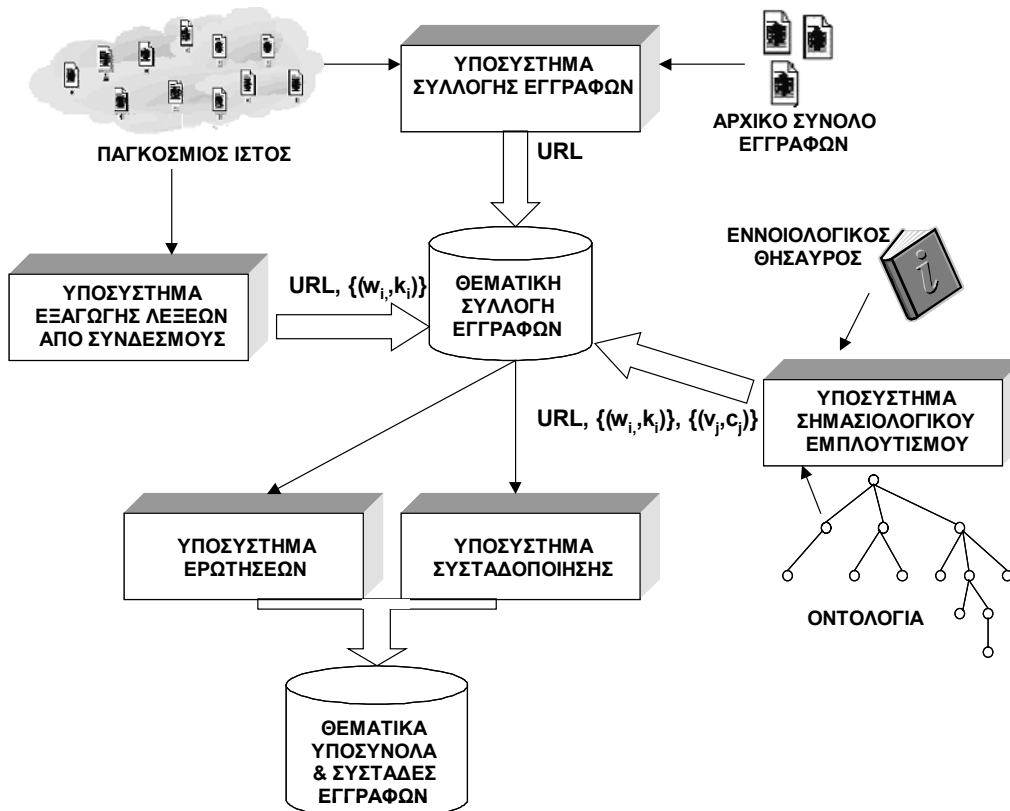 ΥΠΟΣΥΣΤΗΜΑ
ΣΥΛΛΟΓΗΣ ΕΓΓΡΑΦΩΝ
ΑΡΧΙΚΟ ΣΥΝΟΛΟ
ΕΓΓΡΑΦΩΝ
ΠΑΓΚΟΣΜΙΟΣ ΙΣΤΟΣ
URL
ΕΝΝΟΙΟΛΟΓΙΚΟΣ
ΘΗΣΑΥΡΟΣ
i
ΥΠΟΣΥΣΤΗΜΑ
ΕΞΑΓΩΓΗΣ ΛΕΞΕΩΝ
ΑΠΟ ΣΥΝΔΕΣΜΟΥΣ
URL, {(wi,,ki)}
ΘΕΜΑΤΙΚΗ
ΣΥΛΛΟΓΗ
ΕΓΓΡΑΦΩΝ
ΥΠΟΣΥΣΤΗΜΑ
ΣΗΜΑΣΙΟΛΟΓΙΚΟΥ
ΕΜΠΛΟΥΤΙΣΜΟΥ
URL, {(wi,,ki)}, {(vj,cj)}
ΥΠΟΣΥΣΤΗΜΑ
ΕΡΩΤΗΣΕΩΝ
ΥΠΟΣΥΣΤΗΜΑ
ΣΥΣΤΑΔΟΠΟΙΗΣΗΣ
ΟΝΤΟΛΟΓΙΑ
ΘΕΜΑΤΙΚΑ
ΥΠΟΣΥΝΟΛΑ
& ΣΥΣΤΑΔΕΣ
ΕΓΓΡΑΦΩΝ